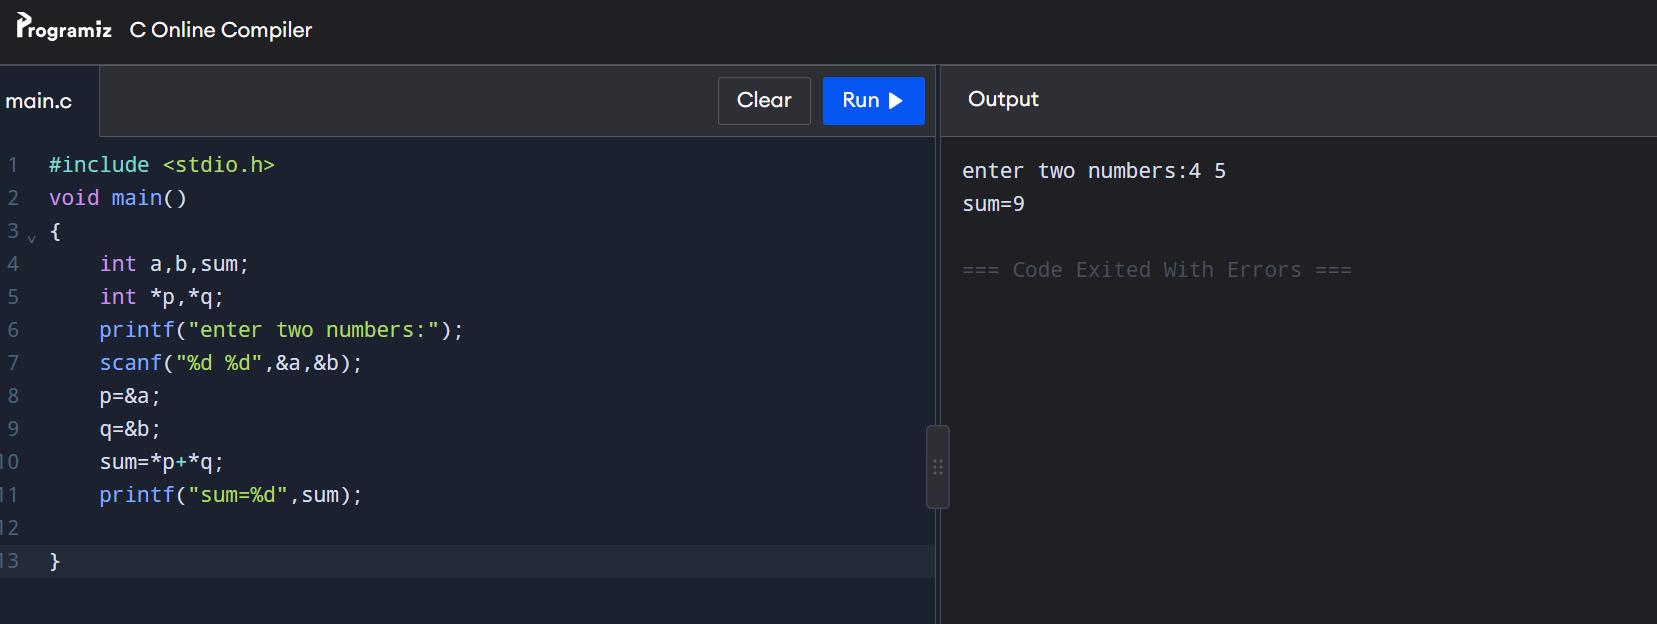 Programiz C Online Compiler
main.c
Clear
Run
Output
1 #include <stdio.h>
2 void main()
3 {
4 int a,b,sum;
5 int *p,*q;
6 printf("enter two numbers:");
7 scanf("%d %d",&a,&b);
8 p=&a;
9 q=&b;
10 sum=*p+*q;
11 printf("sum=%d",sum);
12
13 }
enter two numbers:4 5
sum=9
=== Code Exited With Errors ===